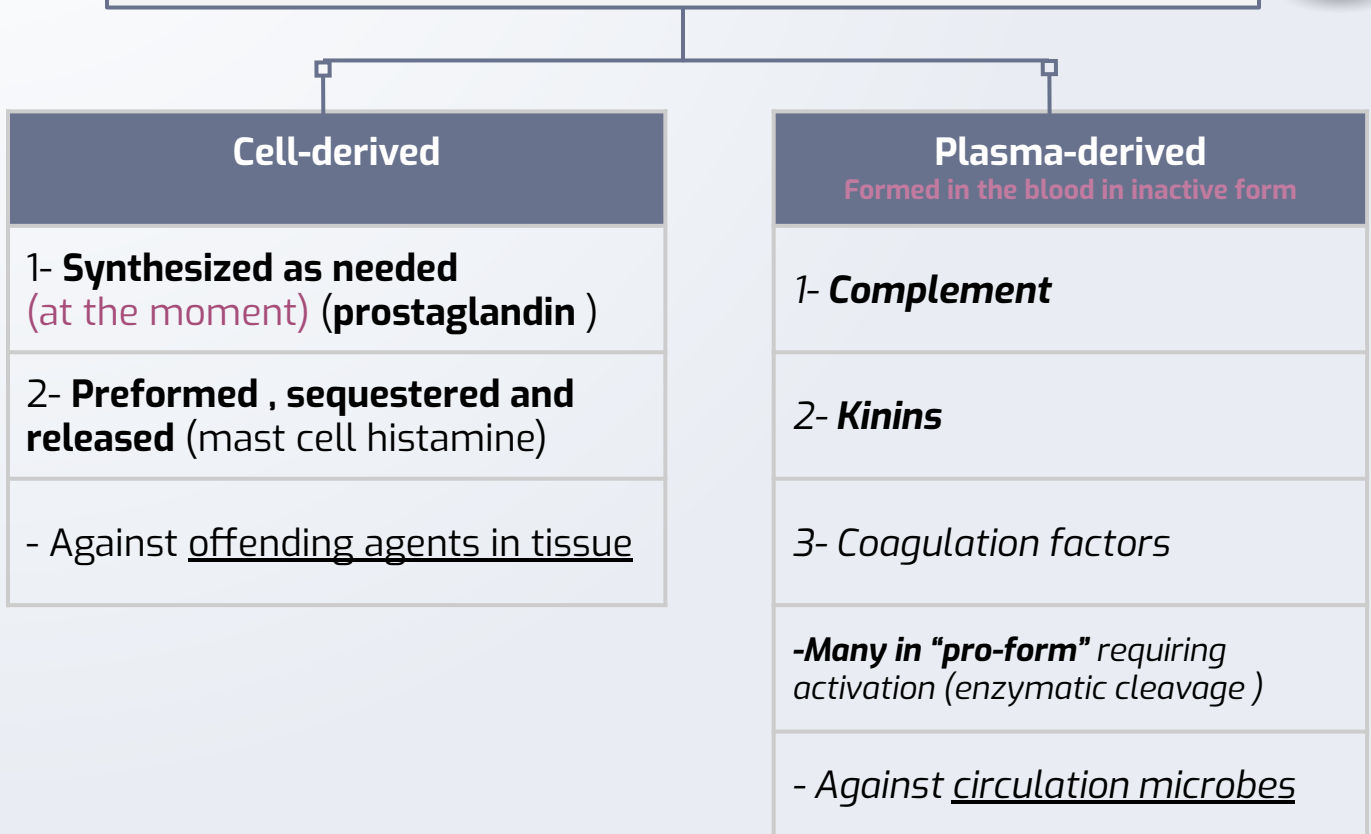 Cell-derived
1- Synthesized as needed
(at the moment) (prostaglandin )
2- Preformed , sequestered and
released (mast cell histamine)
- Against offending agents in tissue
Plasma-derived
Formed in the blood in inactive form
1- Complement
2- Kinins
3- Coagulation factors
-Many in “pro-form” requiring
activation (enzymatic cleavage )
- Against circulation microbes